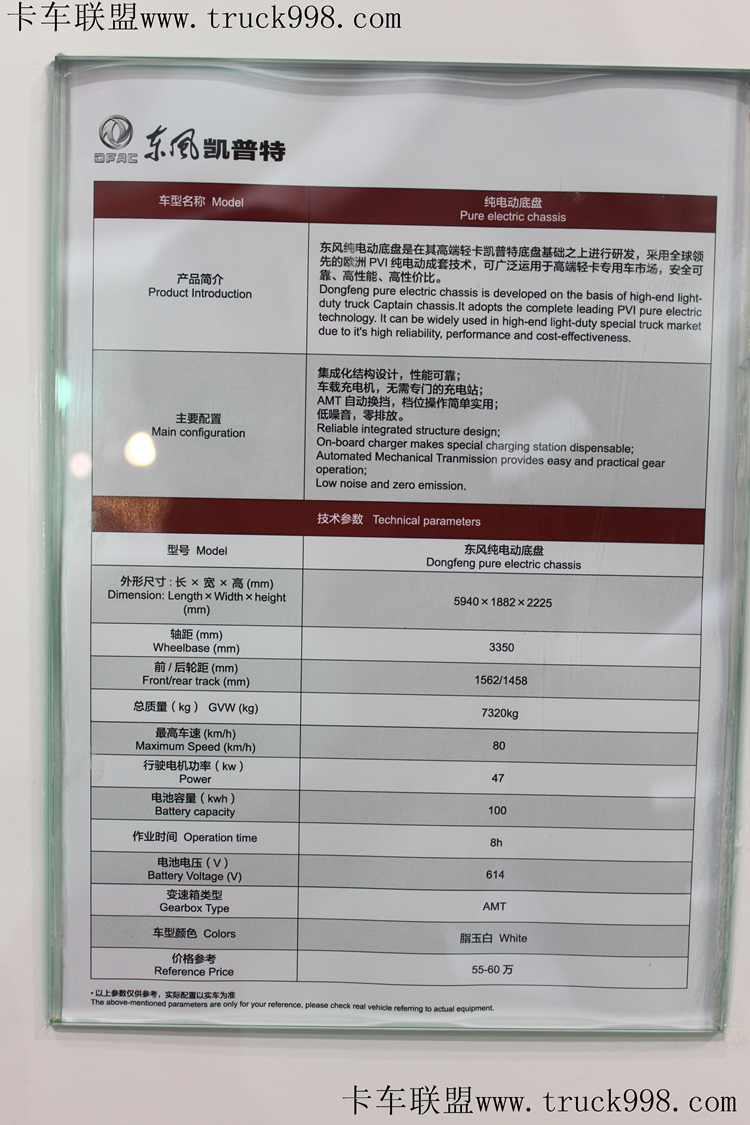 卡车联盟www.truck998.com
DFAC 东风凯普特
车型名称 Model
纯电动底盘
Pure electric chassis
产品简介
Product Introduction
东风纯电动底盘是在其高端轻卡凯普特底盘基础之上进行研发，采用全球领
先的欧洲 PVI 纯电动成套技术，可广泛运用于高端轻卡专用车市场，安全可
靠、高性能、高性价比。
Dongfeng pure electric chassis is developed on the basis of high-end light-
duty truck Captain chassis.It adopts the complete leading PVI pure electric
technology. It can be widely used in high-end light-duty special truck market
due to it's high reliability, performance and cost-effectiveness.
主要配置
Main configuration
集成化结构设计，性能可靠；
车载充电机，无需专门的充电站；
AMT 自动换挡，档位操作简单实用；
低噪音，零排放。
Reliable integrated structure design;
On-board charger makes special charging station dispensable;
Automated Mechanical Tranmission provides easy and practical gear
operation;
Low noise and zero emission.
技术参数 Technical parameters
型号 Model
东风纯电动底盘
Dongfeng pure electric chassis
外形尺寸：长 × 宽 × 高 (mm)
Dimension: Length×Width×height
(mm)
5940×1882×2225
轴距 (mm)
Wheelbase (mm)
3350
前 / 后轮距 (mm)
Front/rear track (mm)
1562/1458
总质量（kg） GVW (kg)
7320kg
最高车速 (km/h)
Maximum Speed (km/h)
80
行驶电机功率（kw）
Power
47
电池容量（kwh）
Battery capacity
100
作业时间 Operation time
8h
电池电压（V）
Battery Voltage (V)
614
变速箱类型
Gearbox Type
AMT
车型颜色 Colors
脂玉白 White
价格参考
Reference Price
55-60 万
•以上参数仅供参考，实际配置以实车为准
The above-mentioned parameters are only for your reference, please check real vehicle referring to actual equipment.
卡车联盟www.truck998.com